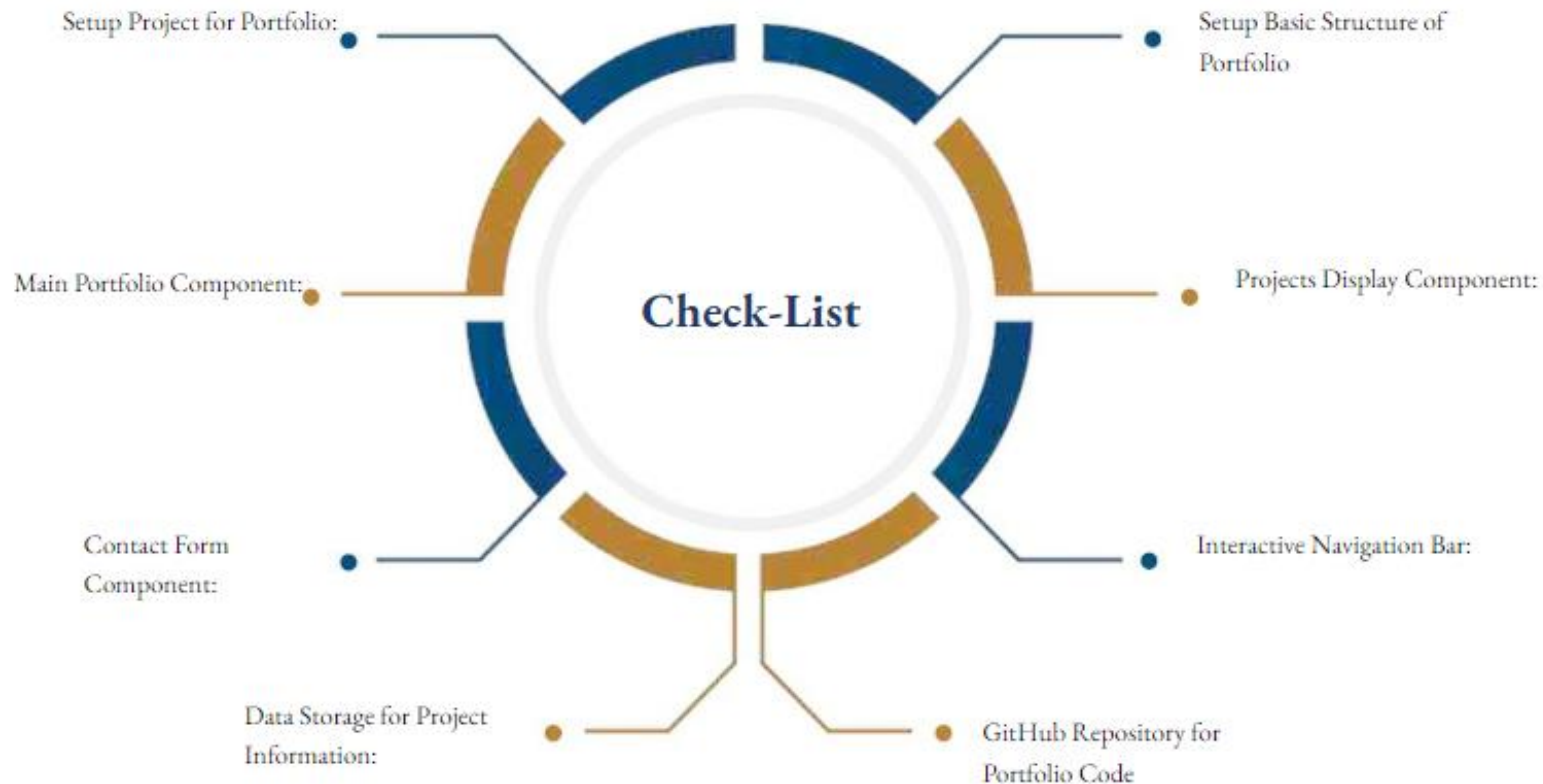 Setup Project for Portfolio:
Setup Basic Structure of
Portfolio
Main Portfolio Component:
Projects Display Component:
Check-List
Contact Form
Component:
Interactive Navigation Bar:
Data Storage for Project
Information:
GitHub Repository for
Portfolio Code